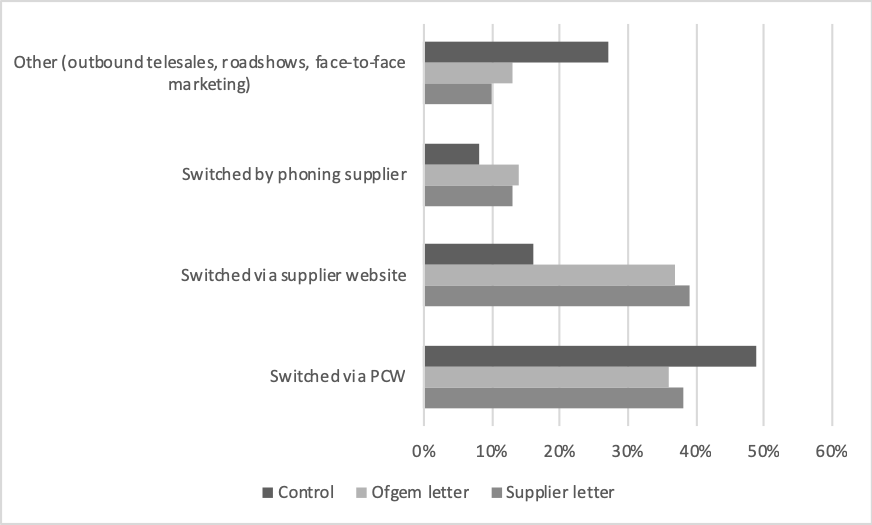 Other (outbound telesales, roadshows, face-to-face
marketing)
Switched by phoning supplier
Switched via supplier website
Switched via PCW
0% 10% 20% 30% 40% 50% 60%
Control Ofgem letter Supplier letter